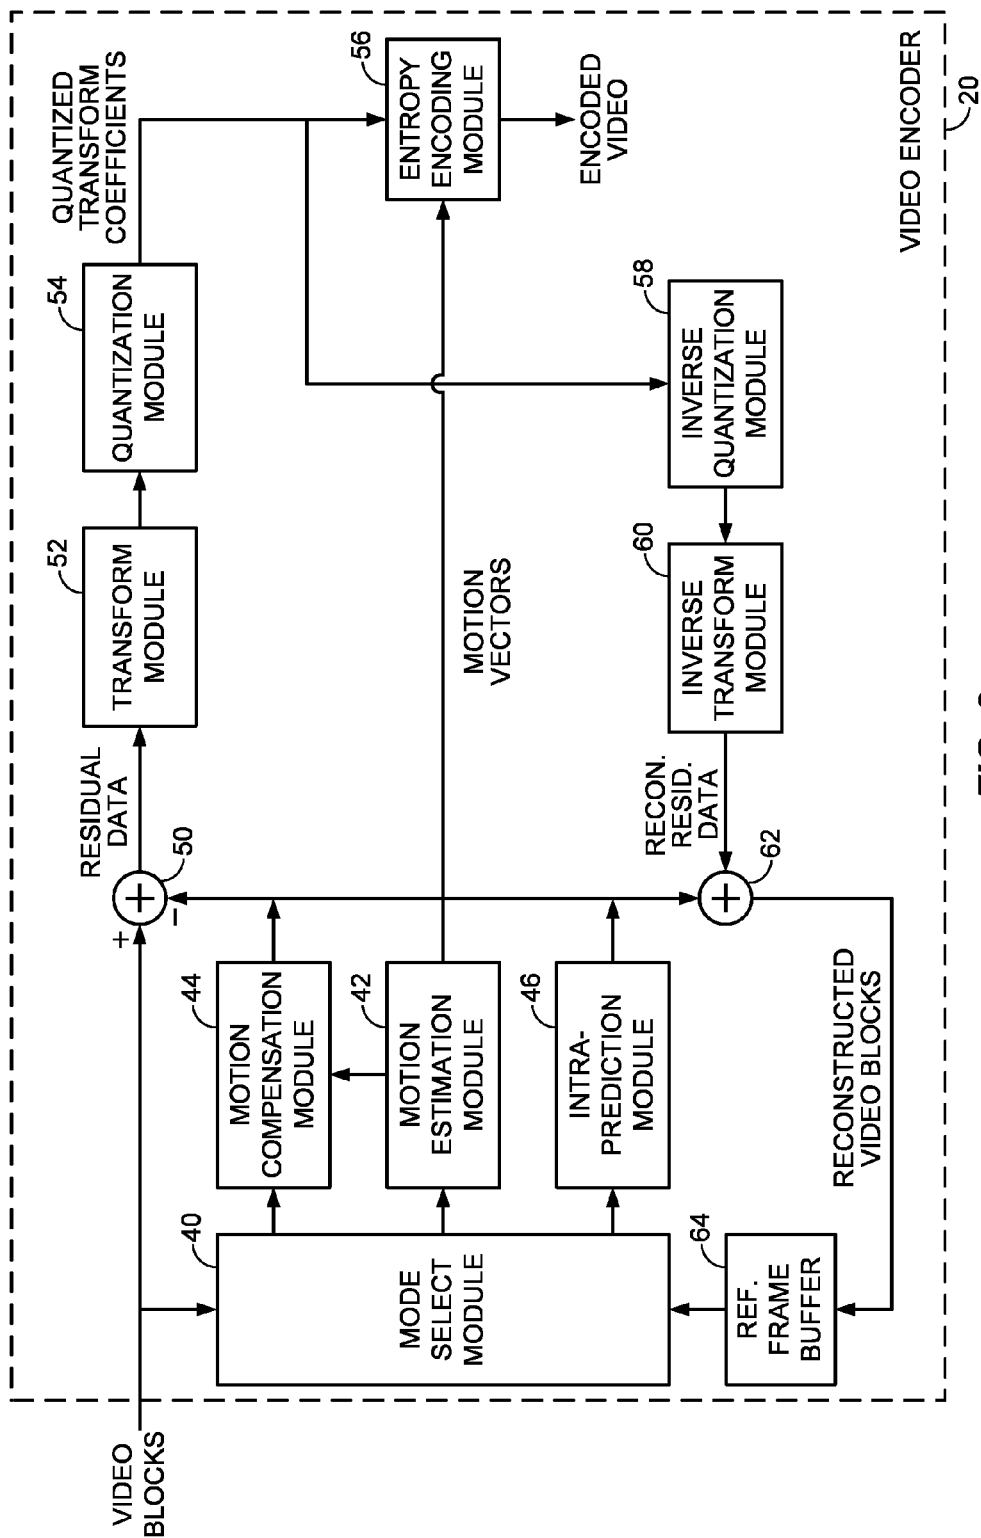 VIDEO
BLOCKS
+
−
50
RESIDUAL
DATA
52
TRANSFORM
MODULE
54
QUANTIZATION
MODULE
QUANTIZED
TRANSFORM
COEFFICIENTS
40
MODE
SELECT
MODULE
44
MOTION
COMPENSATION
MODULE
42
MOTION
ESTIMATION
MODULE
46
INTRA-
PREDICTION
MODULE
MOTION
VECTORS
56
ENTROPY
ENCODING
MODULE
ENCODED
VIDEO
64
REF.
FRAME
BUFFER
RECONSTRUCTED
VIDEO BLOCKS
62
RECON.
RESID.
DATA
60
INVERSE
TRANSFORM
MODULE
58
INVERSE
QUANTIZATION
MODULE
VIDEO ENCODER
20